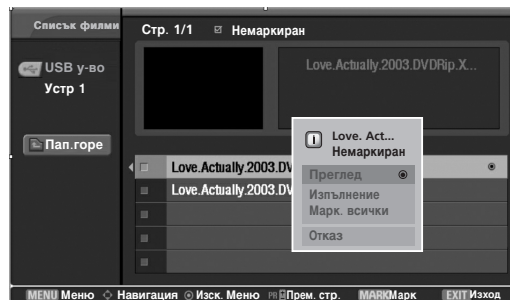 Списък филми
Стр. 1/1 Немаркиран
USB у-во
Устр 1
Love.Actually.2003.DVDRip.X...
Пап.горе
Love. Act...
Немаркиран
Love.Actually.2003.DV
Преглед
Love.Actually.2003.DV
Изпълнение
Марк. всички
Отказ
MENU Меню Навигация Изск. Меню PB Прем. стр. MARK Марк EXIT Изход